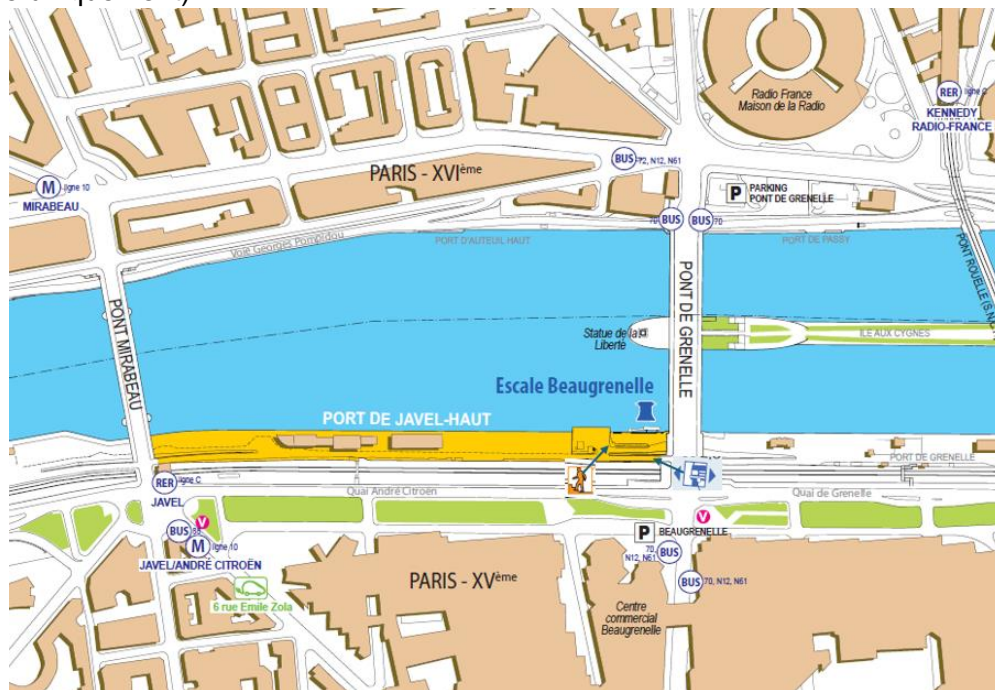 Radio France
Maison de la Radio
RER ligne C
KENNEDY
RADIO-FRANCE
BUS 72, N12, N61
PARIS - XVIème
M ligne 10
MIRABEAU
P PARKING
PONT DE GRENELLE
70 BUS
BUS 70
Voie Georges Pompidou
PORT D'AUTEUIL HAUT
PORT DE PASSY
PONT ROUELLE (S.N.C.
PONT MIRABEAU
PONT DE GRENELLE
Statue de la
Liberté
ILE AUX CYGNES
Escale Beaugrenelle
PORT DE JAVEL-HAUT
PORT DE GRENELLE
RER ligne C
JAVEL
Quai André Citroën
Quai de Grenelle
V
V
BUS
M ligne 10
JAVEL/ANDRÉ CITROËN
P BEAUGRENELLE
70,
N12, N61
BUS
BUS 70, N12, N61
PARIS - XVème
6 rue Emile Zola
Centre
commercial
Beaugrenelle